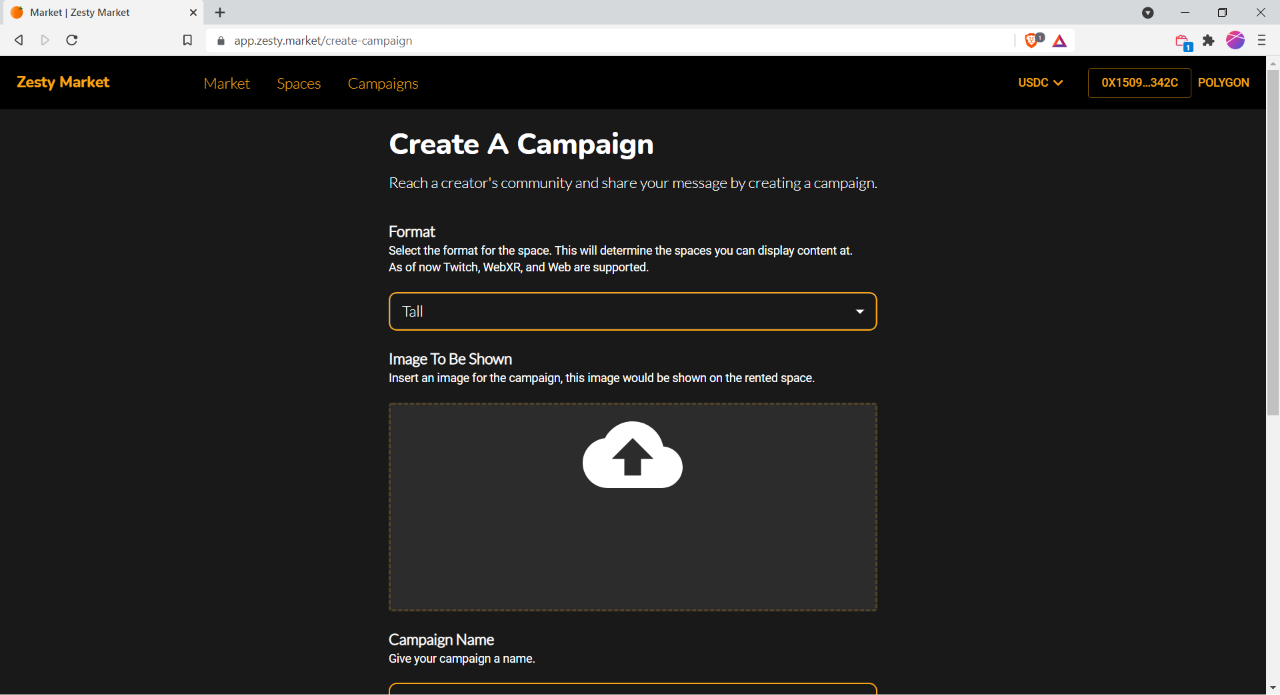 Market | Zesty Market
app.zesty.market/create-campaign
1
1
Zesty Market
Market
Spaces
Campaigns
USDC
0X1509...342C
POLYGON
Create A Campaign
Reach a creator's community and share your message by creating a campaign.
Format
Select the format for the space. This will determine the spaces you can display content at.
As of now Twitch, WebXR, and Web are supported.
Tall
Image To Be Shown
Insert an image for the campaign, this image would be shown on the rented space.
Campaign Name
Give your campaign a name.